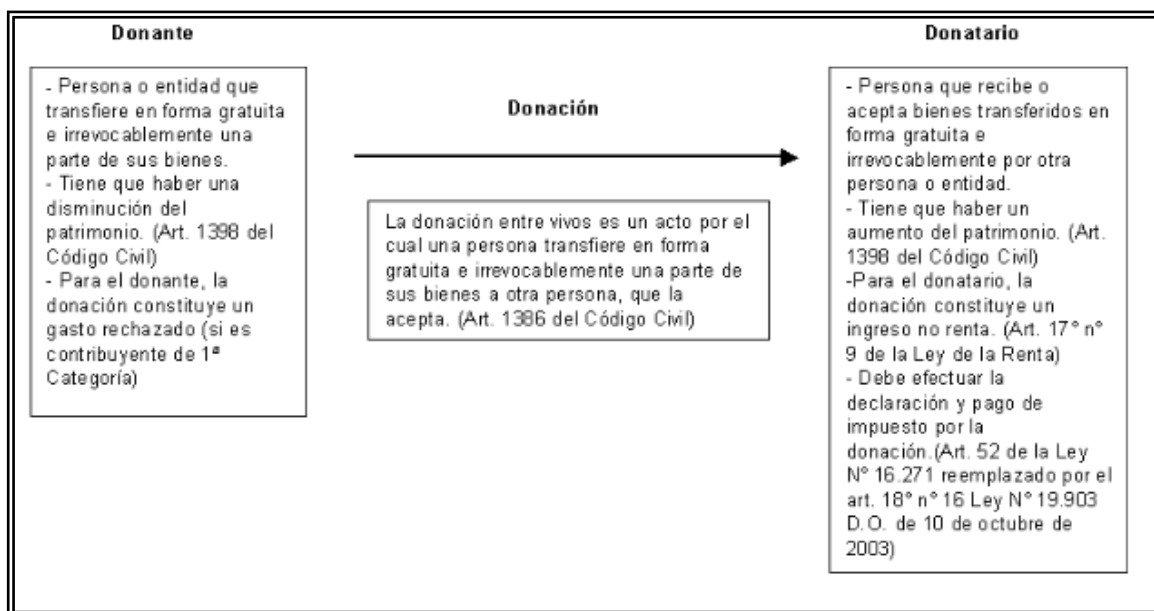 Donante
- Persona o entidad que
transfiere en forma gratuita
e irrevocablemente una
parte de sus bienes.
- Tiene que haber una
disminución del
patrimonio. (Art. 1398 del
Código Civil)
- Para el donante, la
donación constituye un
gasto rechazado (si es
contribuyente de 1ª
Categoría)
Donación
La donación entre vivos es un acto por el
cual una persona transfiere en forma
gratuita e irrevocablemente una parte de
sus bienes a otra persona, que la
acepta. (Art. 1386 del Código Civil)
Donatario
- Persona que recibe o
acepta bienes transferidos en
forma gratuita e
irrevocablemente por otra
persona o entidad.
- Tiene que haber un
aumento del patrimonio. (Art.
1398 del Código Civil)
-Para el donatario, la
donación constituye un
ingreso no renta. (Art. 17° n°
9 de la Ley de la Renta)
- Debe efectuar la
declaración y pago de
impuesto por la
donación.(Art. 52 de la Ley
N° 16.271 reemplazado por el
art. 18° n° 16 Ley N° 19.903
D.O. de 10 de octubre de
2003)